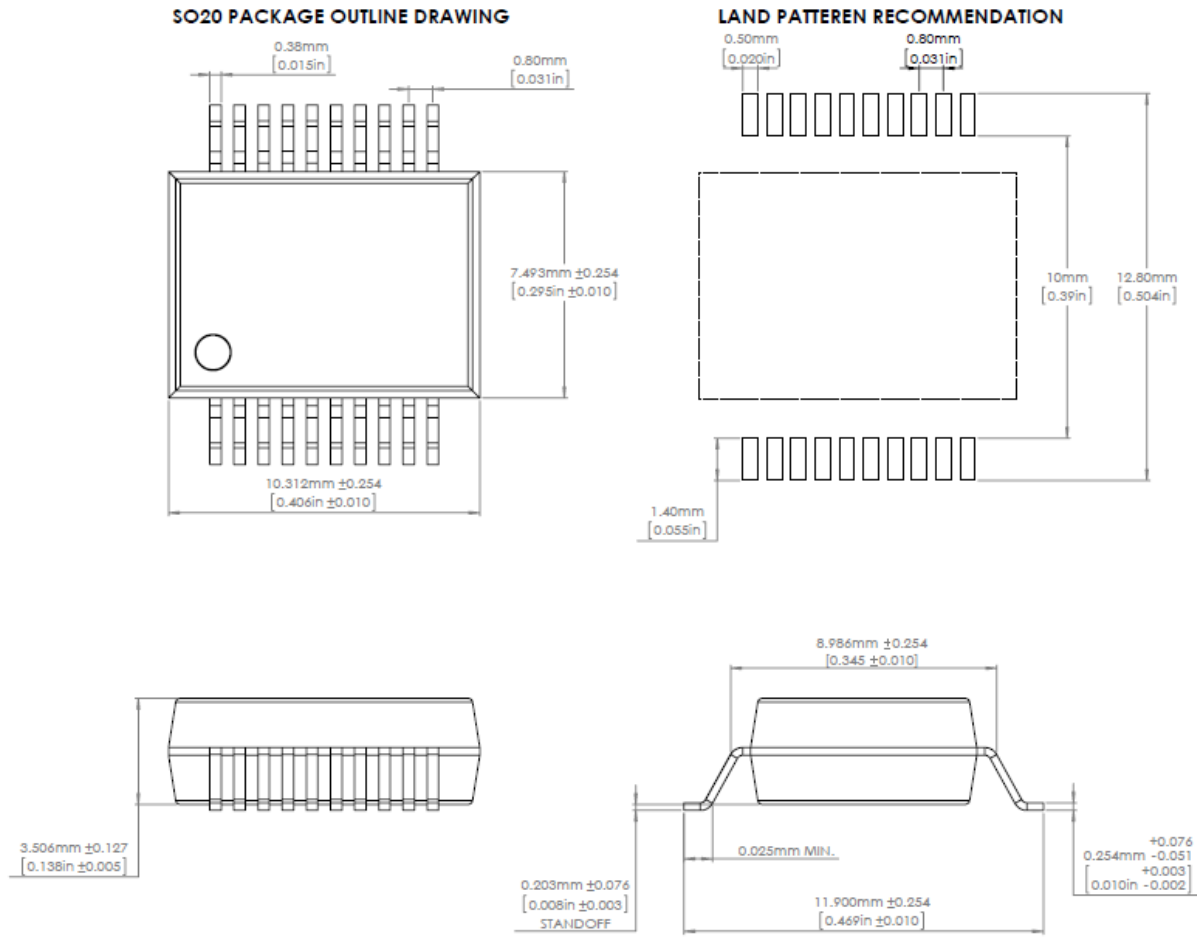 SO20 PACKAGE OUTLINE DRAWING
0.38mm
[0.015in]
0.80mm
[0.031in]
7.493mm ±0.254
[0.295in ±0.010]
10.312mm ±0.254
[0.406in ±0.010]
LAND PATTEREN RECOMMENDATION
0.50mm
[0.020in]
0.80mm
[0.031in]
10mm
[0.39in]
12.80mm
[0.504in]
1.40mm
[0.055in]
3.506mm ±0.127
[0.138in ±0.005]
8.986mm ±0.254
[0.345 ±0.010]
0.025mm MIN.
0.203mm ±0.076
[0.008in ±0.003]
STANDOFF
11.900mm ±0.254
[0.469in ±0.010]
+0.076
0.254mm -0.051
[ +0.003 ]
[0.010in -0.002]